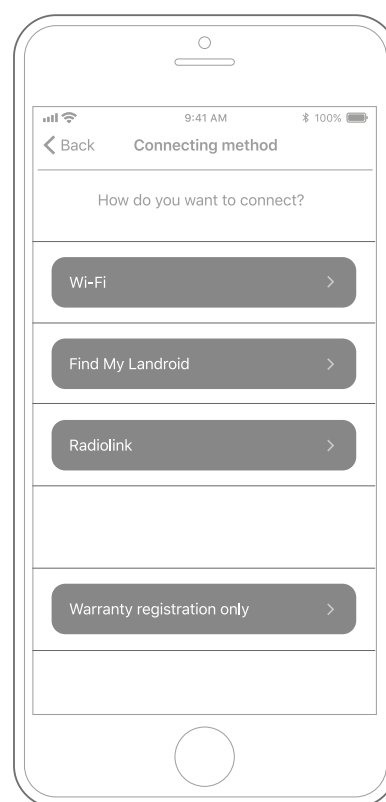 9:41 AM 100%
Back Connecting method
How do you want to connect?
Wi-Fi
Find My Landroid
Radiolink
Warranty registration only